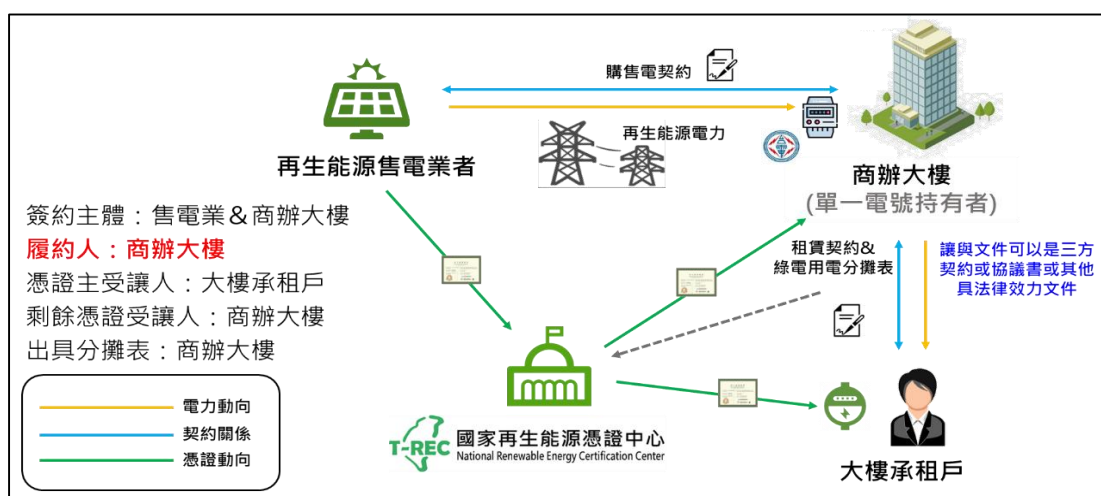 購售電契約
再生能源電力
再生能源售電業者
商辦大樓
(單一電號持有者)
簽約主體：售電業&商辦大樓
履約人：商辦大樓
憑證主受讓人：大樓承租戶
剩餘憑證受讓人：商辦大樓
出具分攤表：商辦大樓
租賃契約&
綠電用電分攤表
讓與文件可以是三方
契約或協議書或其他
具法律效力文件
電力動向
契約關係
憑證動向
T-REC 國家再生能源憑證中心
National Renewable Energy Certification Center
大樓承租戶